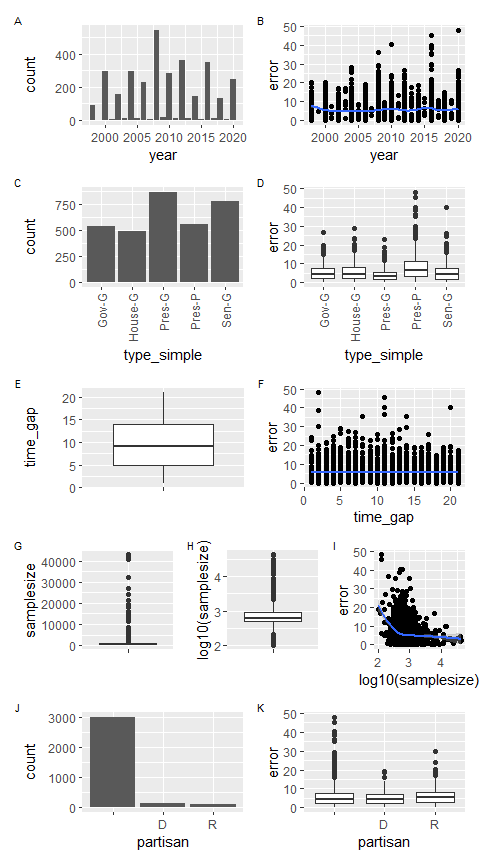 A
count
400
200
0
2000 2005 2010 2015 2020
year
B
error
50
40
30
20
10
0
2000 2005 2010 2015 2020
year
C
count
750
500
250
0
Gov-G
House-G
Pres-G
Pres-P
Sen-G
type_simple
D
error
50
40
30
20
10
0
Gov-G
House-G
Pres-G
Pres-P
Sen-G
type_simple
E
time_gap
20
15
10
5
0
F
error
50
40
30
20
10
0
0 5 10 15 20
time_gap
G
samplesize
40000
30000
20000
10000
0
H
log10(samplesize)
4
3
2
I
error
50
40
30
20
10
0
2 3 4
log10(samplesize)
J
count
3000
2000
1000
0
D R
partisan
K
error
50
40
30
20
10
0
D R
partisan